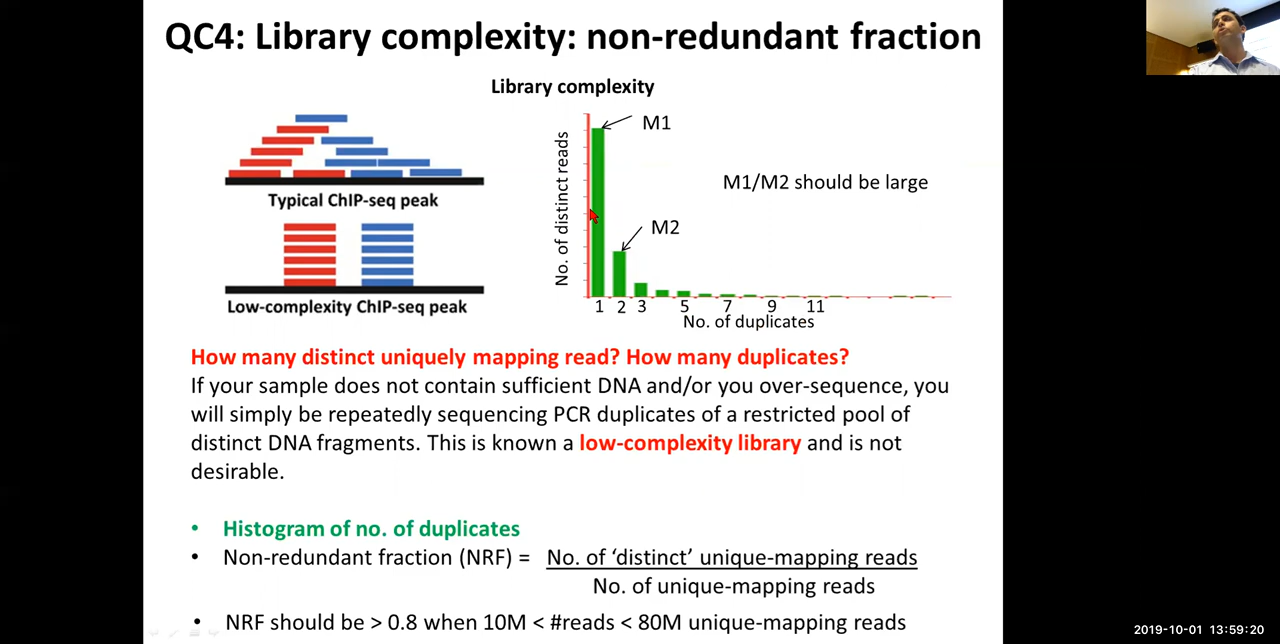 QC4: Library complexity: non-redundant fraction
Library complexity
Typical ChIP-seq peak
Low-complexity ChIP-seq peak
No. of distinct reads
M1
M2
M1/M2 should be large
1 2 3 5 7 9 11
No. of duplicates
How many distinct uniquely mapping read? How many duplicates?
If your sample does not contain sufficient DNA and/or you over-sequence, you
will simply be repeatedly sequencing PCR duplicates of a restricted pool of
distinct DNA fragments. This is known a low-complexity library and is not
desirable.
• Histogram of no. of duplicates
• Non-redundant fraction (NRF) = No. of ‘distinct’ unique-mapping reads
No. of unique-mapping reads
• NRF should be > 0.8 when 10M < #reads < 80M unique-mapping reads
2019-10-01 13:59:20